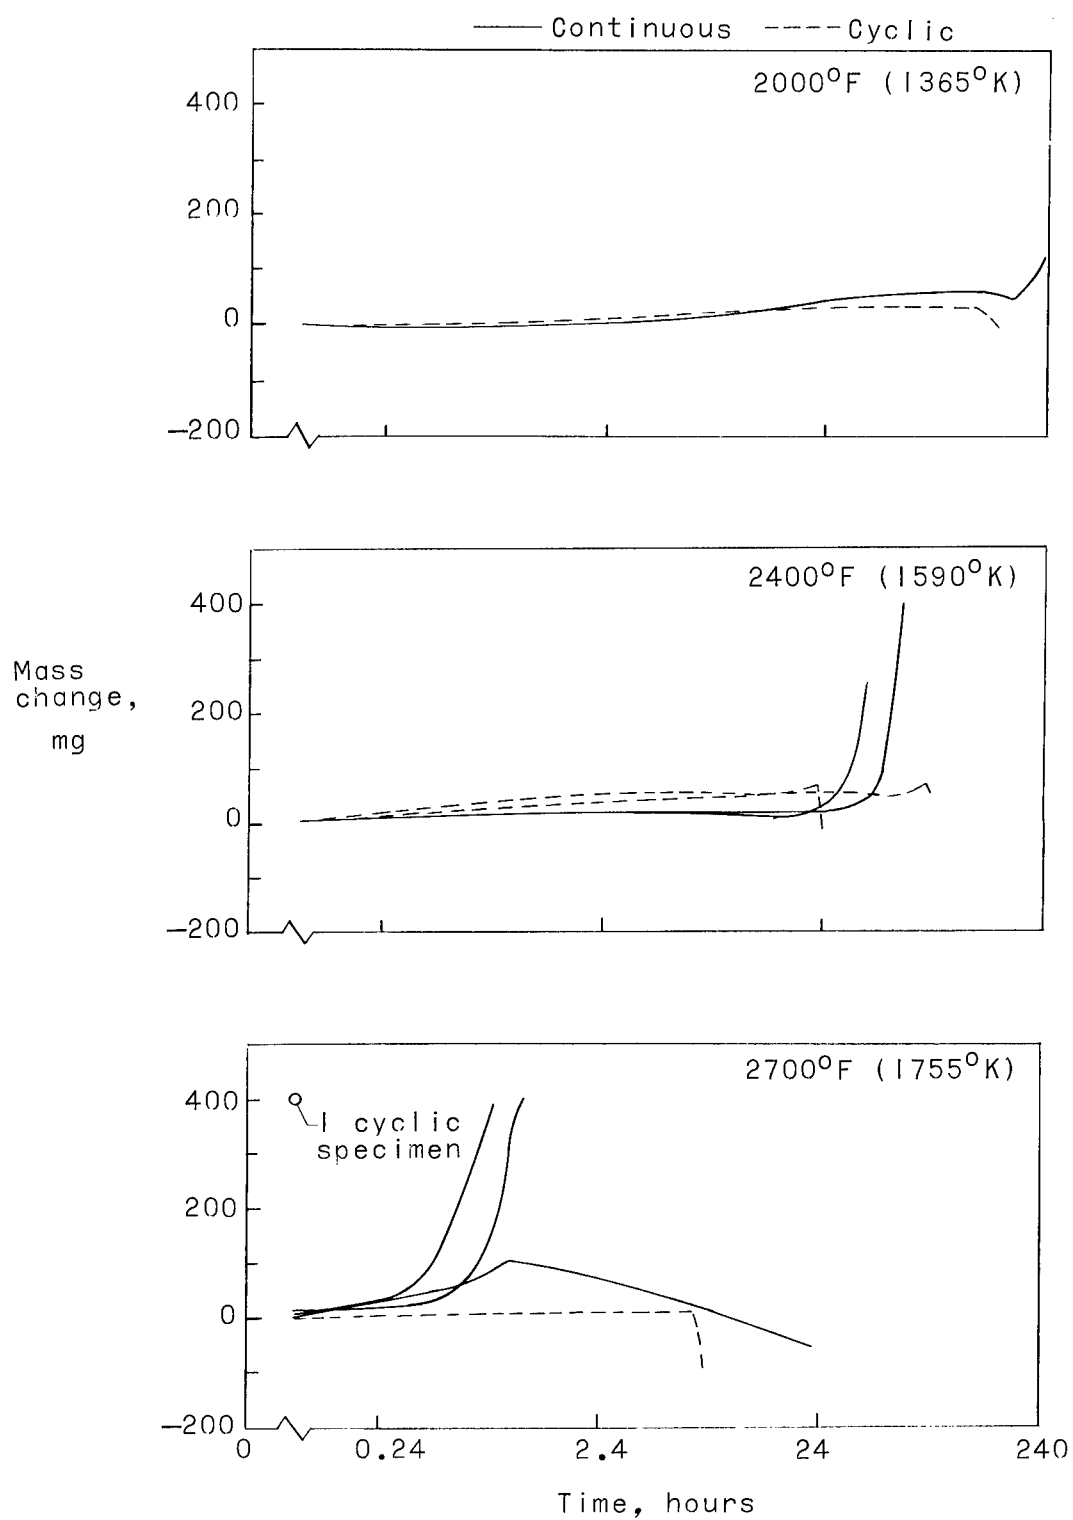 Continuous Cyclic
2000°F (1365°K)
400
200
0
−200
2400°F (1590°K)
400
200
0
−200
Mass
change,
mg
2700°F (1755°K)
400
1 cyclic
specimen
200
0
−200
0 0.24 2.4 24 240
Time, hours